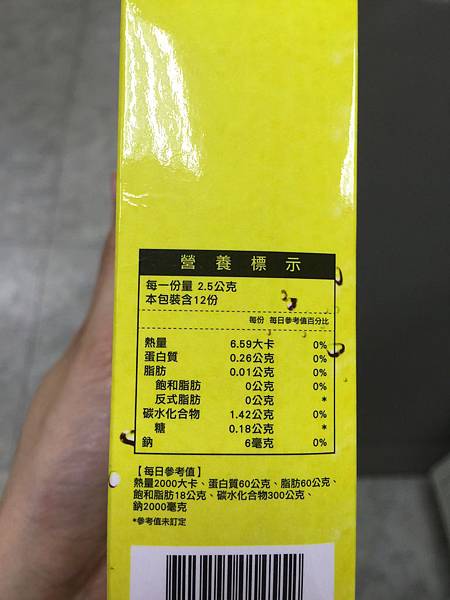 營養標示
每一份量 2.5公克
本包裝含12份
每份 每日參考值百分比
熱量 6.59大卡 0%
蛋白質 0.26公克 0%
脂肪 0.01公克 0%
飽和脂肪 0公克 0%
反式脂肪 0公克 *
碳水化合物 1.42公克 0%
糖 0.18公克 *
鈉 6毫克 0%
【每日參考值】
熱量2000大卡、蛋白質60公克、脂肪60公克、
飽和脂肪18公克、碳水化合物300公克、
鈉2000毫克
*參考值未訂定